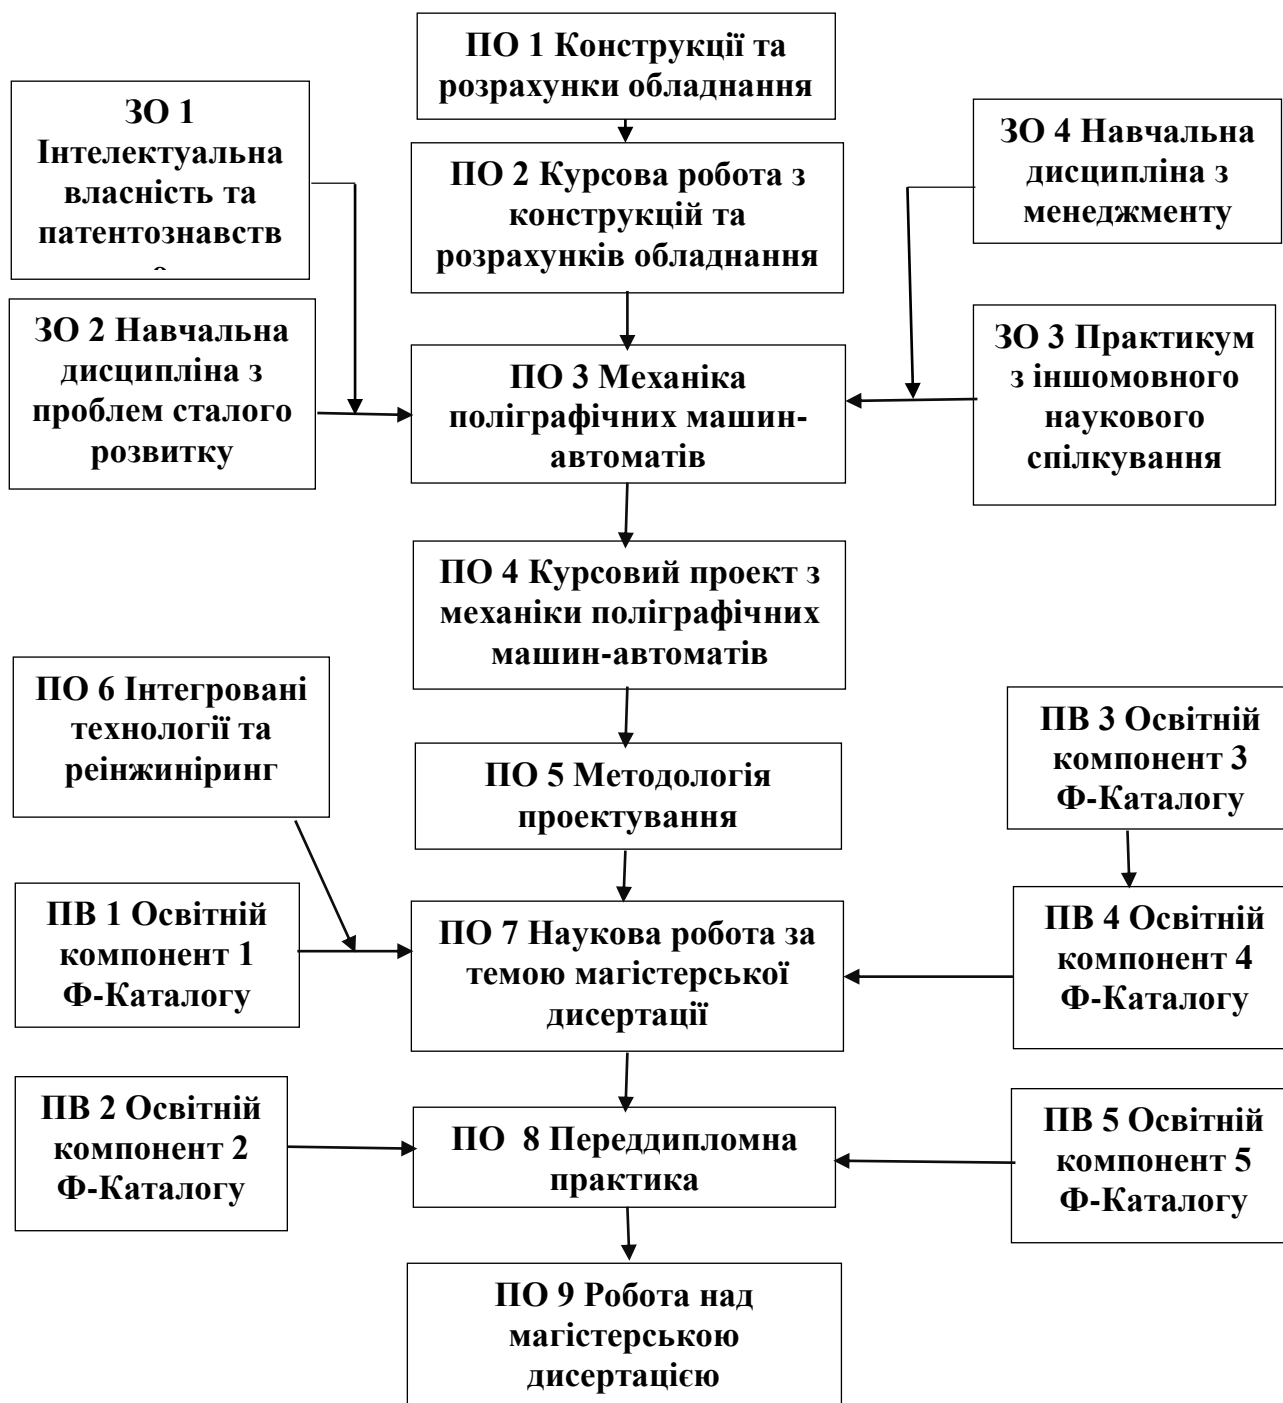 ПО 1 Конструкції та
розрахунки обладнання
ЗО 1
Інтелектуальна
власність та
патентознавств
ПО 2 Курсова робота з
конструкцій та
розрахунків обладнання
ЗО 4 Навчальна
дисципліна з
менеджменту
ЗО 2 Навчальна
дисципліна з
проблем сталого
розвитку
ПО 3 Механіка
поліграфічних машин-
автоматів
ЗО 3 Практикум
з іншомовного
наукового
спілкування
ПО 4 Курсовий проект з
механіки поліграфічних
машин-автоматів
ПО 6 Інтегровані
технології та
реінжиніринг
ПО 5 Методологія
проектування
ПВ 3 Освітній
компонент 3
Ф-Каталогу
ПВ 1 Освітній
компонент 1
Ф-Каталогу
ПО 7 Наукова робота за
темою магістерської
дисертації
ПВ 4 Освітній
компонент 4
Ф-Каталогу
ПВ 2 Освітній
компонент 2
Ф-Каталогу
ПО 8 Переддипломна
практика
ПВ 5 Освітній
компонент 5
Ф-Каталогу
ПО 9 Робота над
магістерською
дисертацією